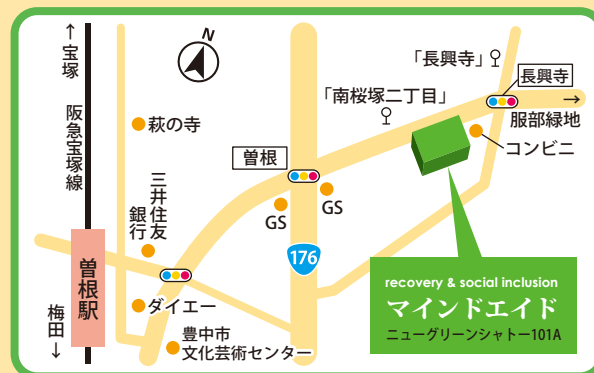 ↑
宝塚
阪急宝塚線
曽根駅
梅田
↓
N
萩の寺
三井住友
銀行
ダイエー
豊中市
文化芸術センター
曽根
GS
GS
176
「南桜塚二丁目」
「長興寺」
長興寺
→
服部緑地
コンビニ
recovery & social inclusion
マインドエイド
ニューグリーンシャトー101A